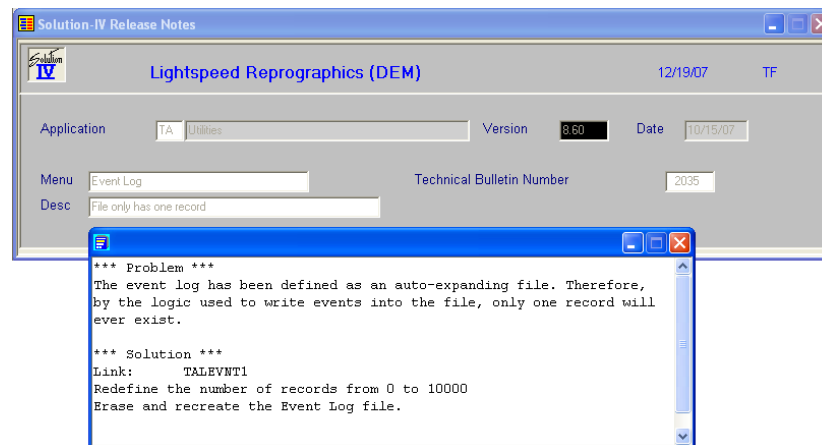 Solution-IV Release Notes
Solution
IV
Lightspeed Reprographics (DEM) 12/19/07 TF
Application TA Utilities Version 8.60 Date 10/15/07
Menu Event Log Technical Bulletin Number 2035
Desc File only has one record
*** Problem ***
The event log has been defined as an auto-expanding file. Therefore,
by the logic used to write events into the file, only one record will
ever exist.
*** Solution ***
Link: TALEVNT1
Redefine the number of records from 0 to 10000
Erase and recreate the Event Log file.